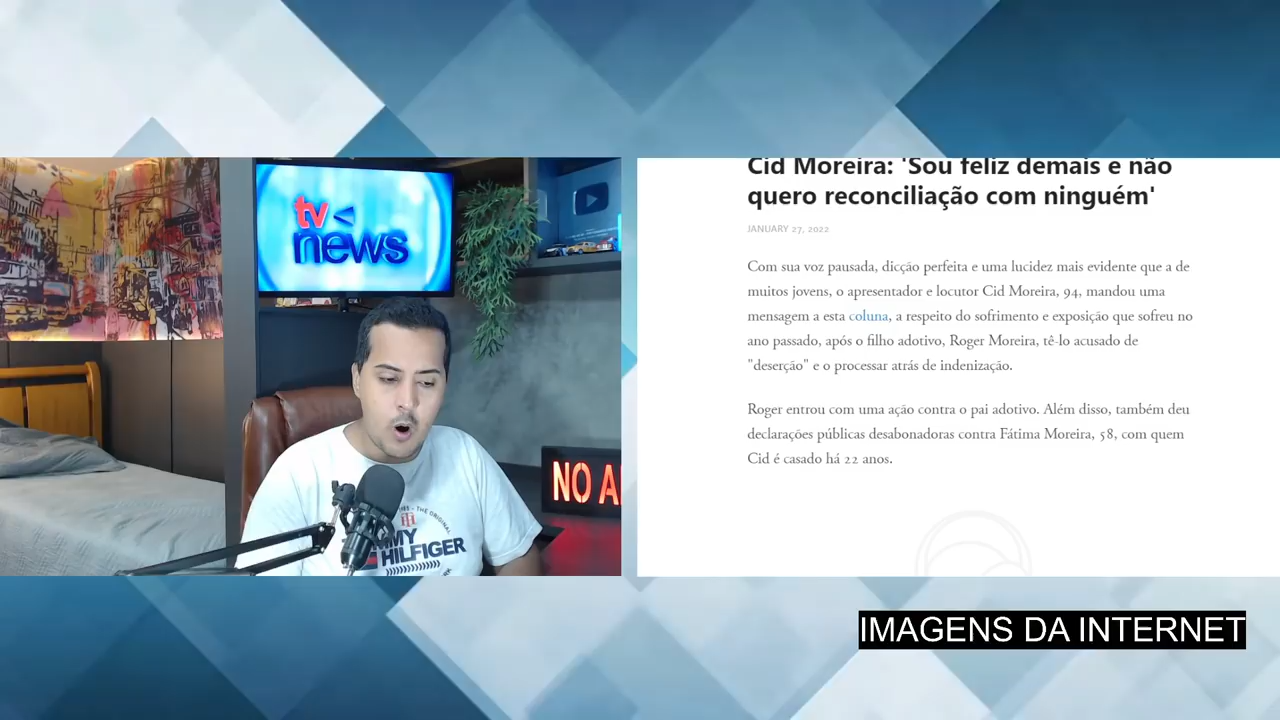 tv
news
NO A
- THE ORIGINAL
MY
HILFIGER
Cid Moreira: 'Sou feliz demais e não
quero reconciliação com ninguém'
JANUARY 27, 2022
Com sua voz pausada, dicção perfeita e uma lucidez mais evidente que a de
muitos jovens, o apresentador e locutor Cid Moreira, 94, mandou uma
mensagem a esta coluna, a respeito do sofrimento e exposição que sofreu no
ano passado, após o filho adotivo, Roger Moreira, tê-lo acusado de
"deserção" e o processar atrás de indenização.
Roger entrou com uma ação contra o pai adotivo. Além disso, também deu
declarações públicas desabonadoras contra Fátima Moreira, 58, com quem
Cid é casado há 22 anos.
IMAGENS DA INTERNET